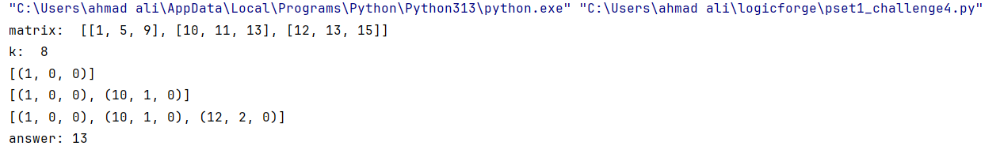 "C:\Users\ahmad ali\AppData\Local\Programs\Python\Python313\python.exe" "C:\Users\ahmad ali\logicforge\pset1_challenge4.py"
matrix:  [[1, 5, 9], [10, 11, 13], [12, 13, 15]]
k:  8
[(1, 0, 0)]
[(1, 0, 0), (10, 1, 0)]
[(1, 0, 0), (10, 1, 0), (12, 2, 0)]
answer: 13